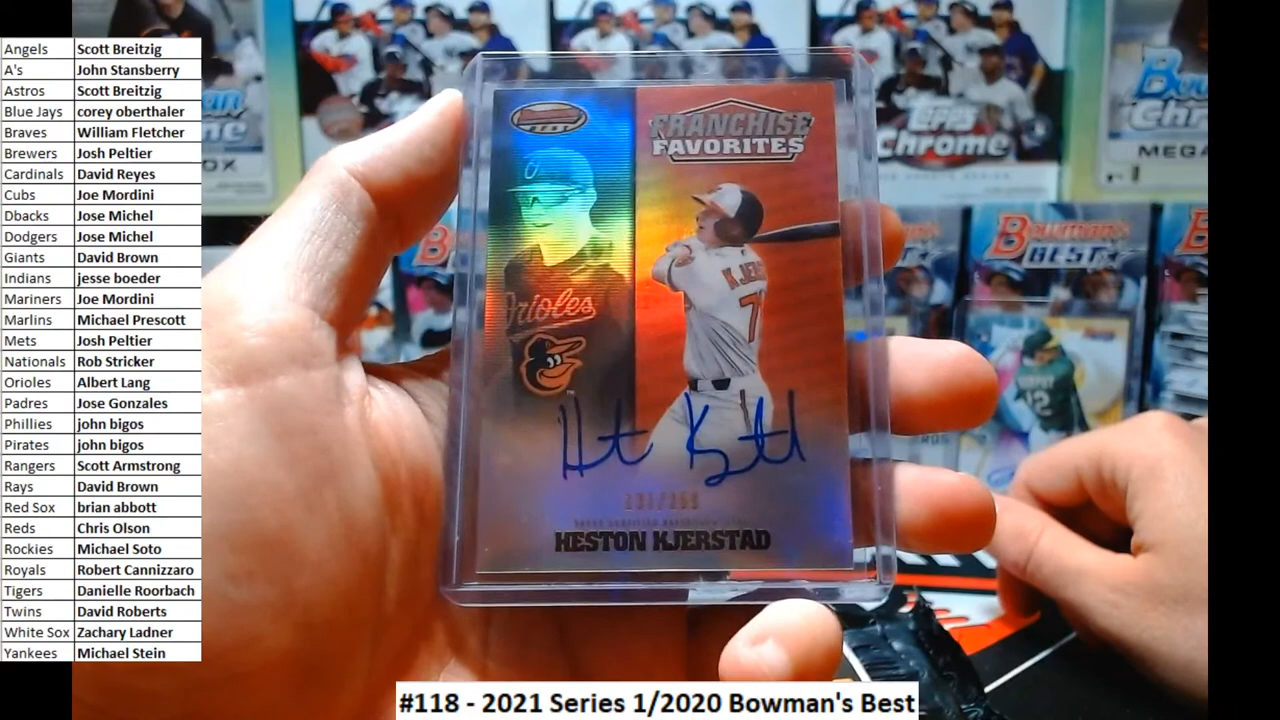 Angels Scott Breitzig
A's John Stansberry
Astros Scott Breitzig
Blue Jays corey oberthaler
Braves William Fletcher
Brewers Josh Peltier
Cardinals David Reyes
Cubs Joe Mordini
Dbacks Jose Michel
Dodgers Jose Michel
Giants David Brown
Indians jesse boeder
Mariners Joe Mordini
Marlins Michael Prescott
Mets Josh Peltier
Nationals Rob Stricker
Orioles Albert Lang
Padres Jose Gonzales
Phillies john bigos
Pirates john bigos
Rangers Scott Armstrong
Rays David Brown
Red Sox brian abbott
Reds Chris Olson
Rockies Michael Soto
Royals Robert Cannizzaro
Tigers Danielle Roorbach
Twins David Roberts
White Sox Zachary Ladner
Yankees Michael Stein
BEST
FRANCHISE
FAVORITES
Orioles
HESTON KJERSTAD
Chrome
MEGA
BOWMAN'S
BEST
12
#118 - 2021 Series 1/2020 Bowman's Best